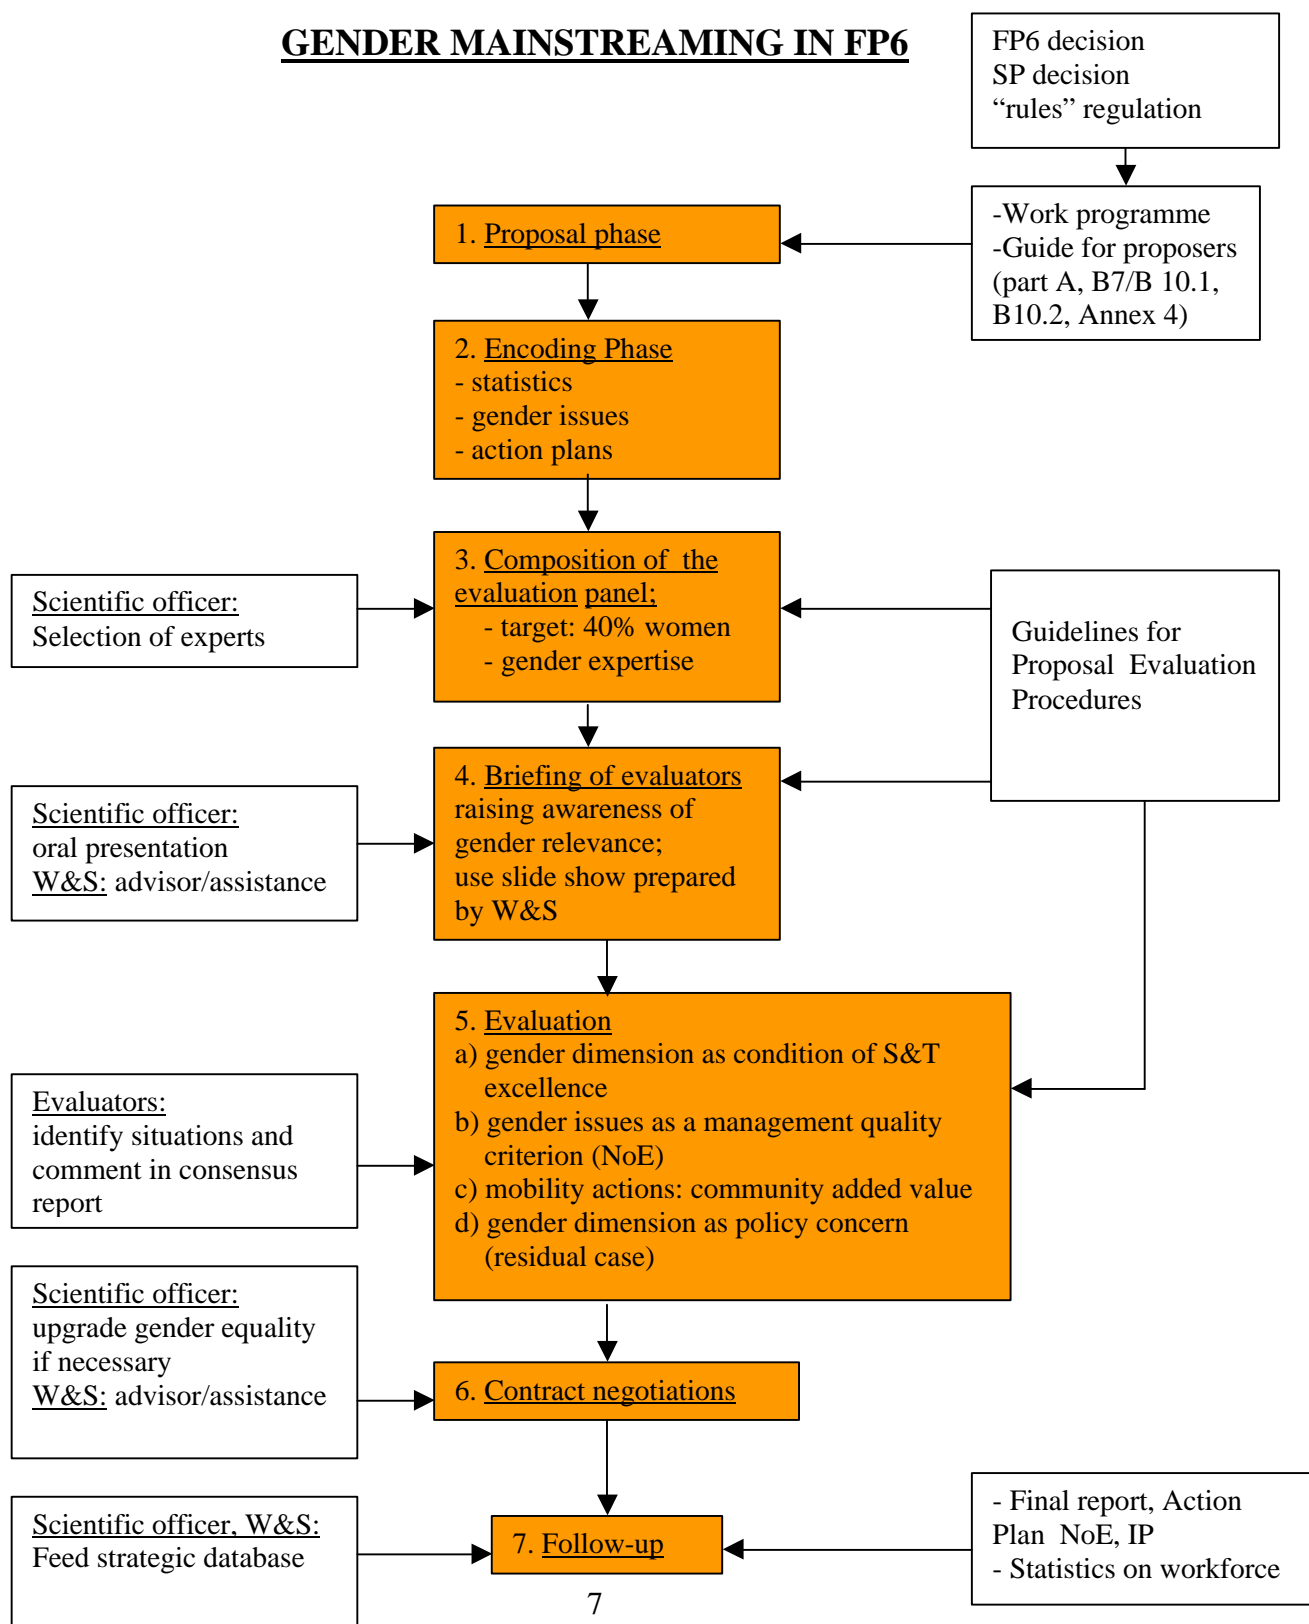 GENDER MAINSTREAMING IN FP6
FP6 decision
SP decision
“rules” regulation
-Work programme
-Guide for proposers
(part A, B7/B 10.1,
B10.2, Annex 4)
1. Proposal phase
2. Encoding Phase
- statistics
- gender issues
- action plans
3. Composition of the
evaluation panel;
- target: 40% women
- gender expertise
Scientific officer:
Selection of experts
Guidelines for
Proposal Evaluation
Procedures
4. Briefing of evaluators
raising awareness of
gender relevance;
use slide show prepared
by W&S
Scientific officer:
oral presentation
W&S: advisor/assistance
5. Evaluation
a) gender dimension as condition of S&T
excellence
b) gender issues as a management quality
criterion (NoE)
c) mobility actions: community added value
d) gender dimension as policy concern
(residual case)
Evaluators:
identify situations and
comment in consensus
report
Scientific officer:
upgrade gender equality
if necessary
W&S: advisor/assistance
6. Contract negotiations
Scientific officer, W&S:
Feed strategic database
7. Follow-up
- Final report, Action
Plan NoE, IP
- Statistics on workforce
7